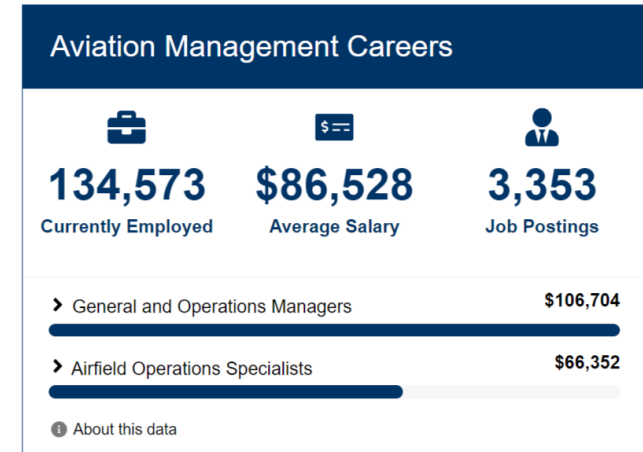 Aviation Management Careers
134,573
Currently Employed
$86,528
Average Salary
3,353
Job Postings
General and Operations Managers $106,704
Airfield Operations Specialists $66,352
About this data